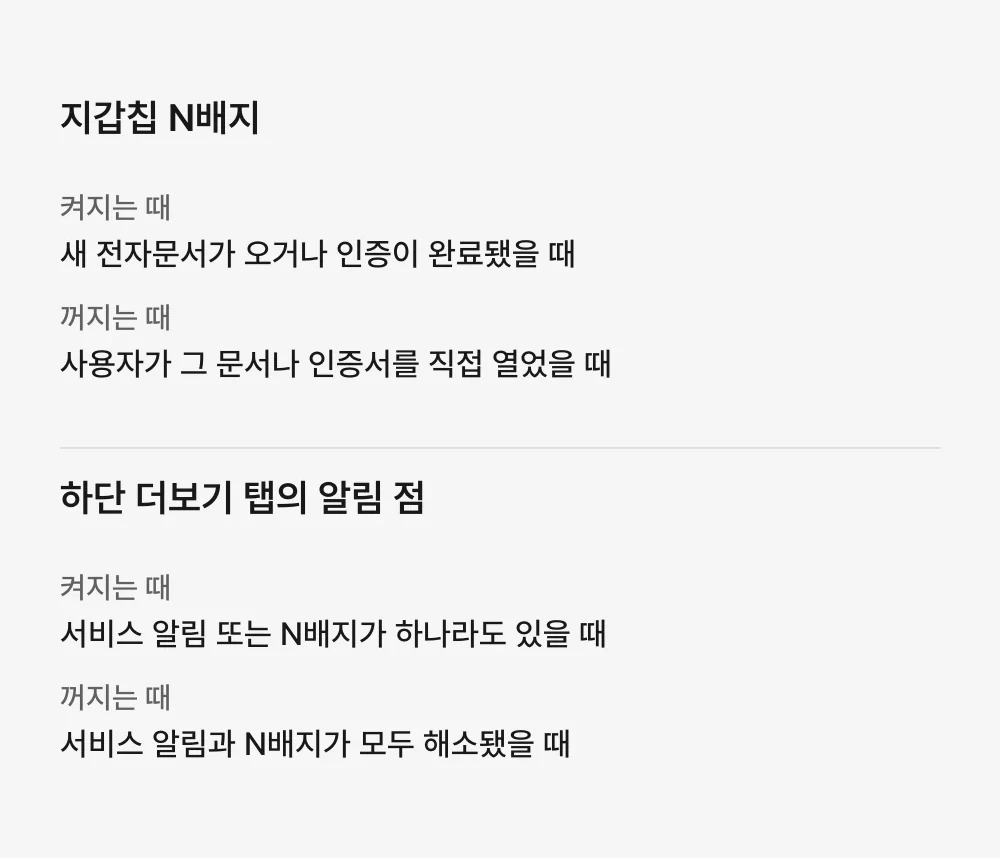 지갑칩 N배지
켜지는 때
새 전자문서가 오거나 인증이 완료됐을 때
꺼지는 때
사용자가 그 문서나 인증서를 직접 열었을 때
하단 더보기 탭의 알림 점
켜지는 때
서비스 알림 또는 N배지가 하나라도 있을 때
꺼지는 때
서비스 알림과 N배지가 모두 해소됐을 때